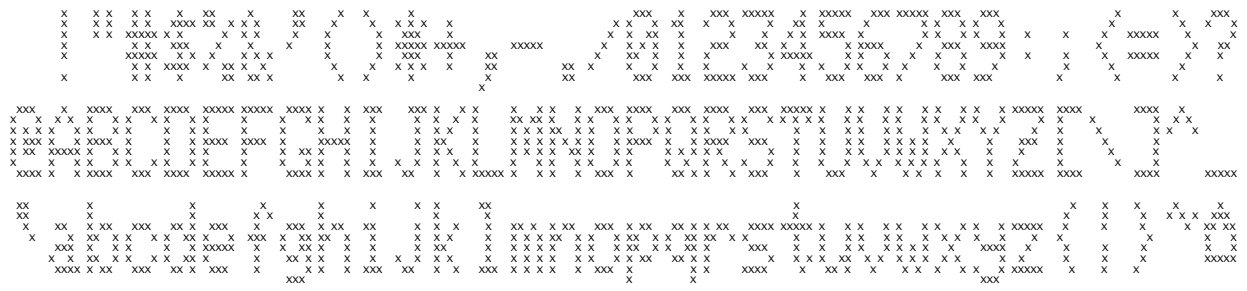 !"#$%&'()*+,-./0123456789:;<=>?
@ABCDEFGHIJKLMNOPQRSTUVWXYZ[\]^_
`abcdefghijklmnopqrstuvwxyz{|}~⌂